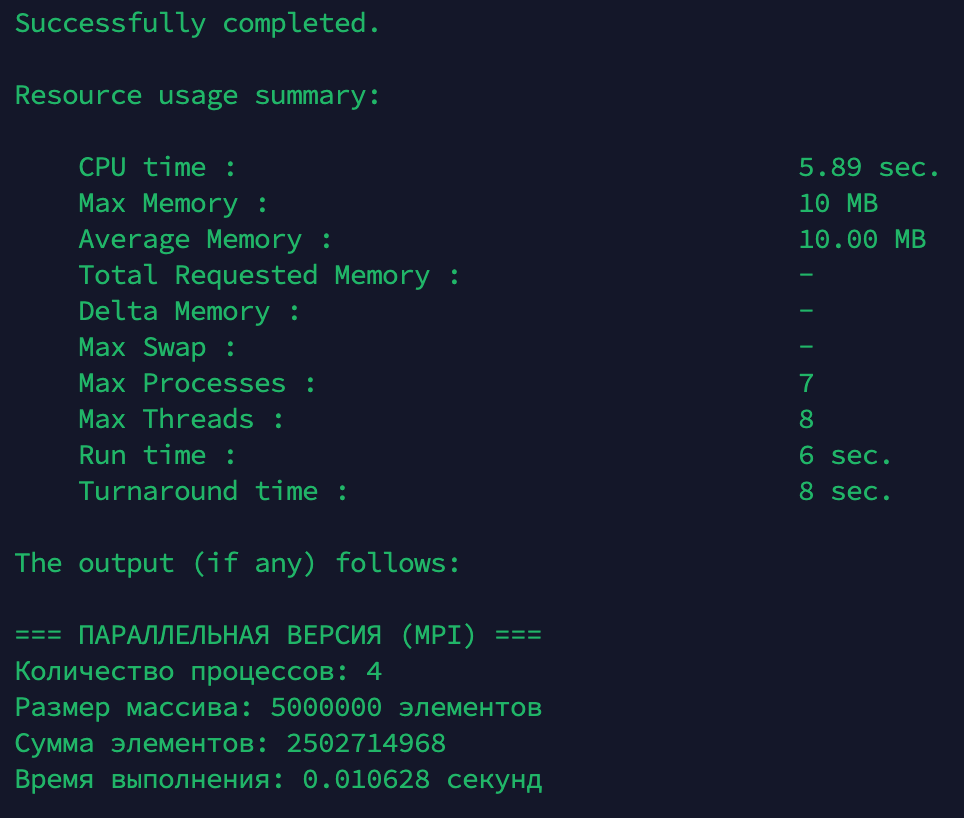 Successfully completed.
Resource usage summary:
CPU time : 5.89 sec.
Max Memory : 10 MB
Average Memory : 10.00 MB
Total Requested Memory : -
Delta Memory : -
Max Swap : -
Max Processes : 7
Max Threads : 8
Run time : 6 sec.
Turnaround time : 8 sec.
The output (if any) follows:
=== ПАРАЛЛЕЛЬНАЯ ВЕРСИЯ (MPI) ===
Количество процессов: 4
Размер массива: 5000000 элементов
Сумма элементов: 2502714968
Время выполнения: 0.010628 секунд